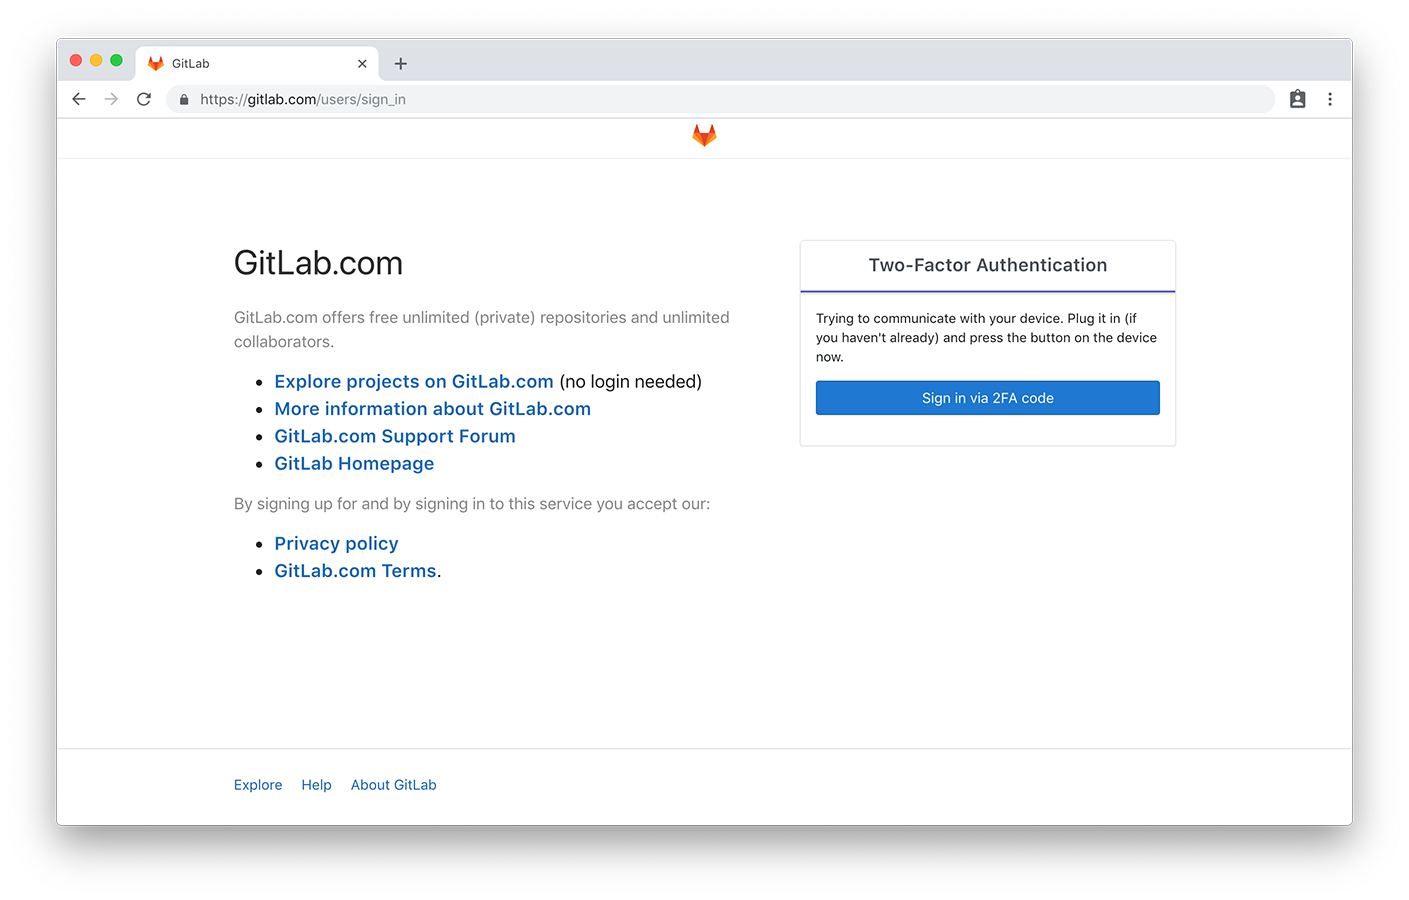 GitLab
https://gitlab.com/users/sign_in
GitLab.com
GitLab.com offers free unlimited (private) repositories and unlimited
collaborators.
Explore projects on GitLab.com (no login needed)
More information about GitLab.com
GitLab.com Support Forum
GitLab Homepage
By signing up for and by signing in to this service you accept our:
Privacy policy
GitLab.com Terms.
Two-Factor Authentication
Trying to communicate with your device. Plug it in (if
you haven't already) and press the button on the device
now.
Sign in via 2FA code
Explore Help About GitLab